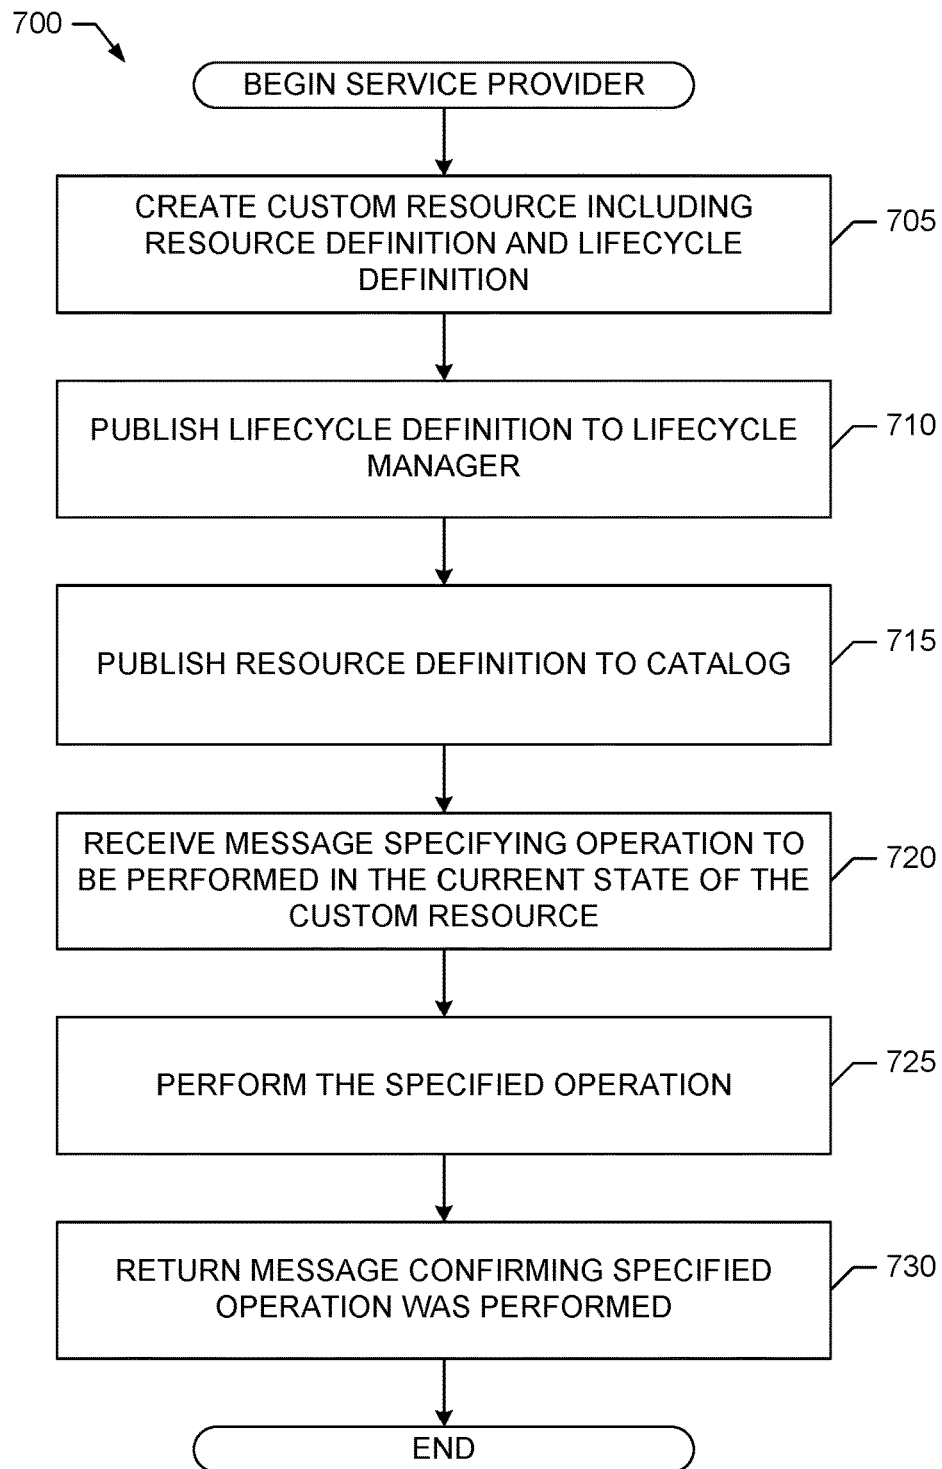 700
BEGIN SERVICE PROVIDER
CREATE CUSTOM RESOURCE INCLUDING
RESOURCE DEFINITION AND LIFECYCLE
DEFINITION
705
PUBLISH LIFECYCLE DEFINITION TO LIFECYCLE
MANAGER
710
PUBLISH RESOURCE DEFINITION TO CATALOG
715
RECEIVE MESSAGE SPECIFYING OPERATION TO
BE PERFORMED IN THE CURRENT STATE OF THE
CUSTOM RESOURCE
720
PERFORM THE SPECIFIED OPERATION
725
RETURN MESSAGE CONFIRMING SPECIFIED
OPERATION WAS PERFORMED
730
END